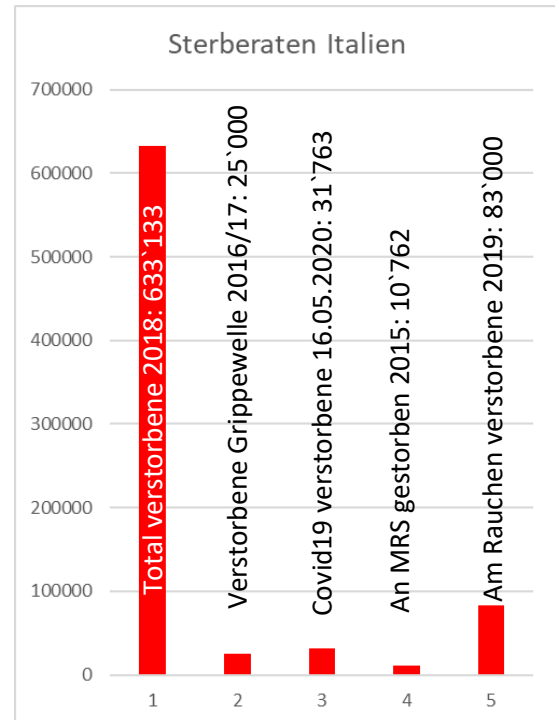 Sterberaten Italien
700000
600000
500000
400000
300000
200000
100000
0
Total verstorbene 2018: 633`133
Verstorbene Grippewelle 2016/17: 25`000
Covid19 verstorbene 16.05.2020: 31`763
An MRS gestorben 2015: 10`762
Am Rauchen verstorbene 2019: 83`000
1 2 3 4 5